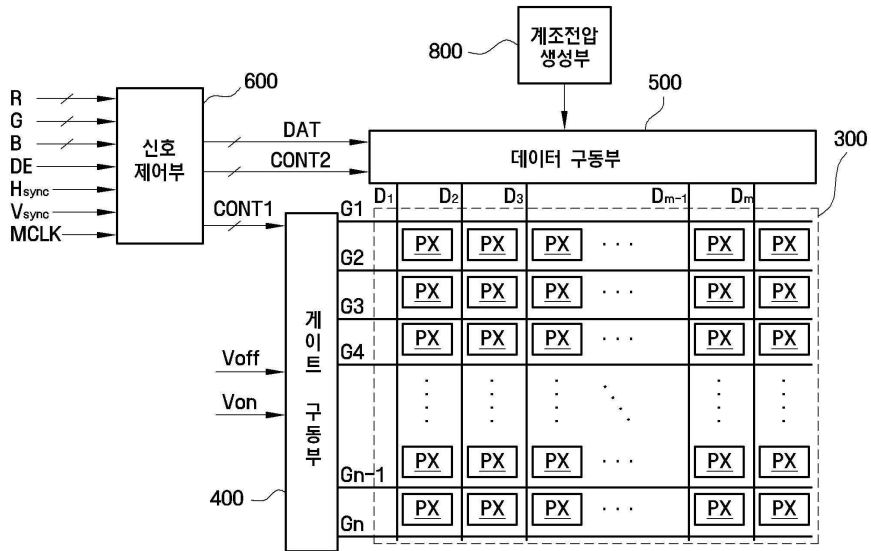 800
계조전압
생성부
600
500
R
G
B
DE
Hsync
Vsync
MCLK
신호
제어부
DAT
CONT2
CONT1
데이터 구동부
300
D1 D2 D3 Dm-1 Dm
G1
PX PX PX · · · PX PX
G2
PX PX PX · · · PX PX
G3
PX PX PX · · · PX PX
G4
Voff
Von
게이트 구동부
400
PX PX PX · · · PX PX
Gn-1
PX PX PX · · · PX PX
Gn